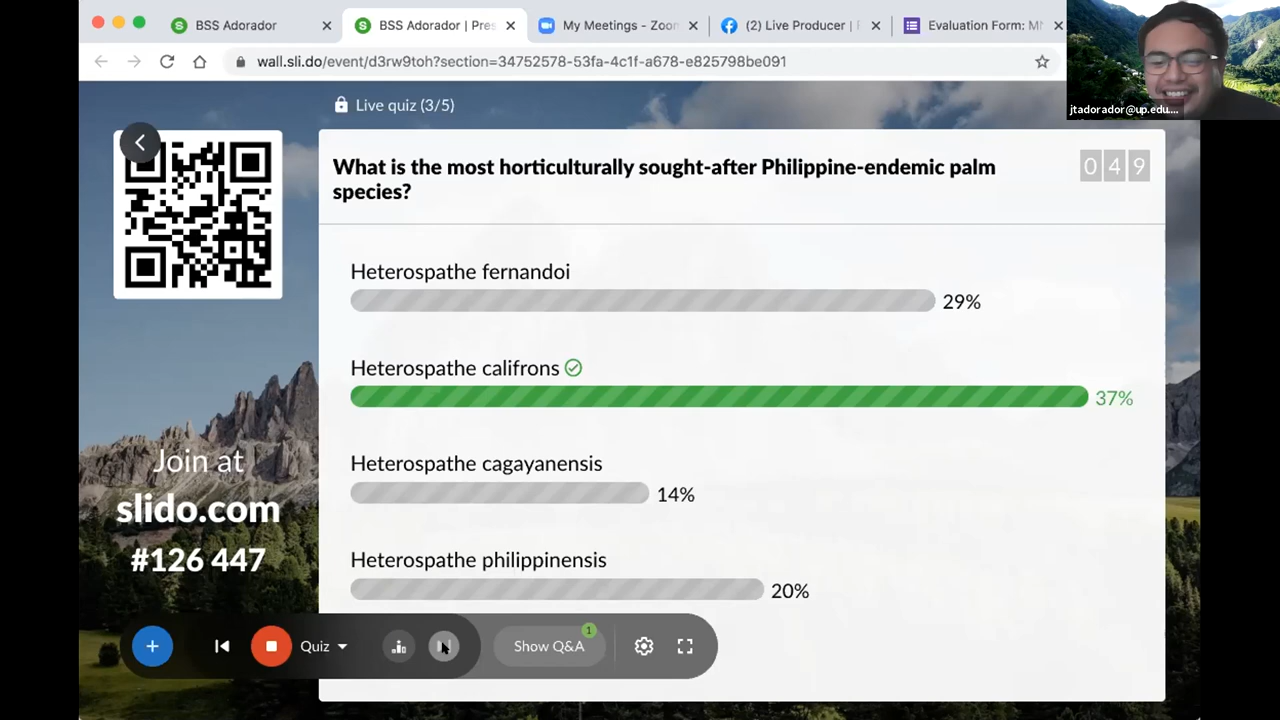 BSS Adorador
BSS Adorador | Pres
My Meetings - Zoom
(2) Live Producer |
Evaluation Form: M
wall.sli.do/event/d3rw9toh?section=34752578-53fa-4c1f-a678-e825798be091
jtadorador@up.edu....
Live quiz (3/5)
What is the most horticulturally sought-after Philippine-endemic palm
species?
0 4 9
Heterospathe fernandoi
29%
Heterospathe califrons
37%
Heterospathe cagayanensis
14%
Heterospathe philippinensis
20%
Join at
slido.com
#126 447
Quiz
Show Q&A
1